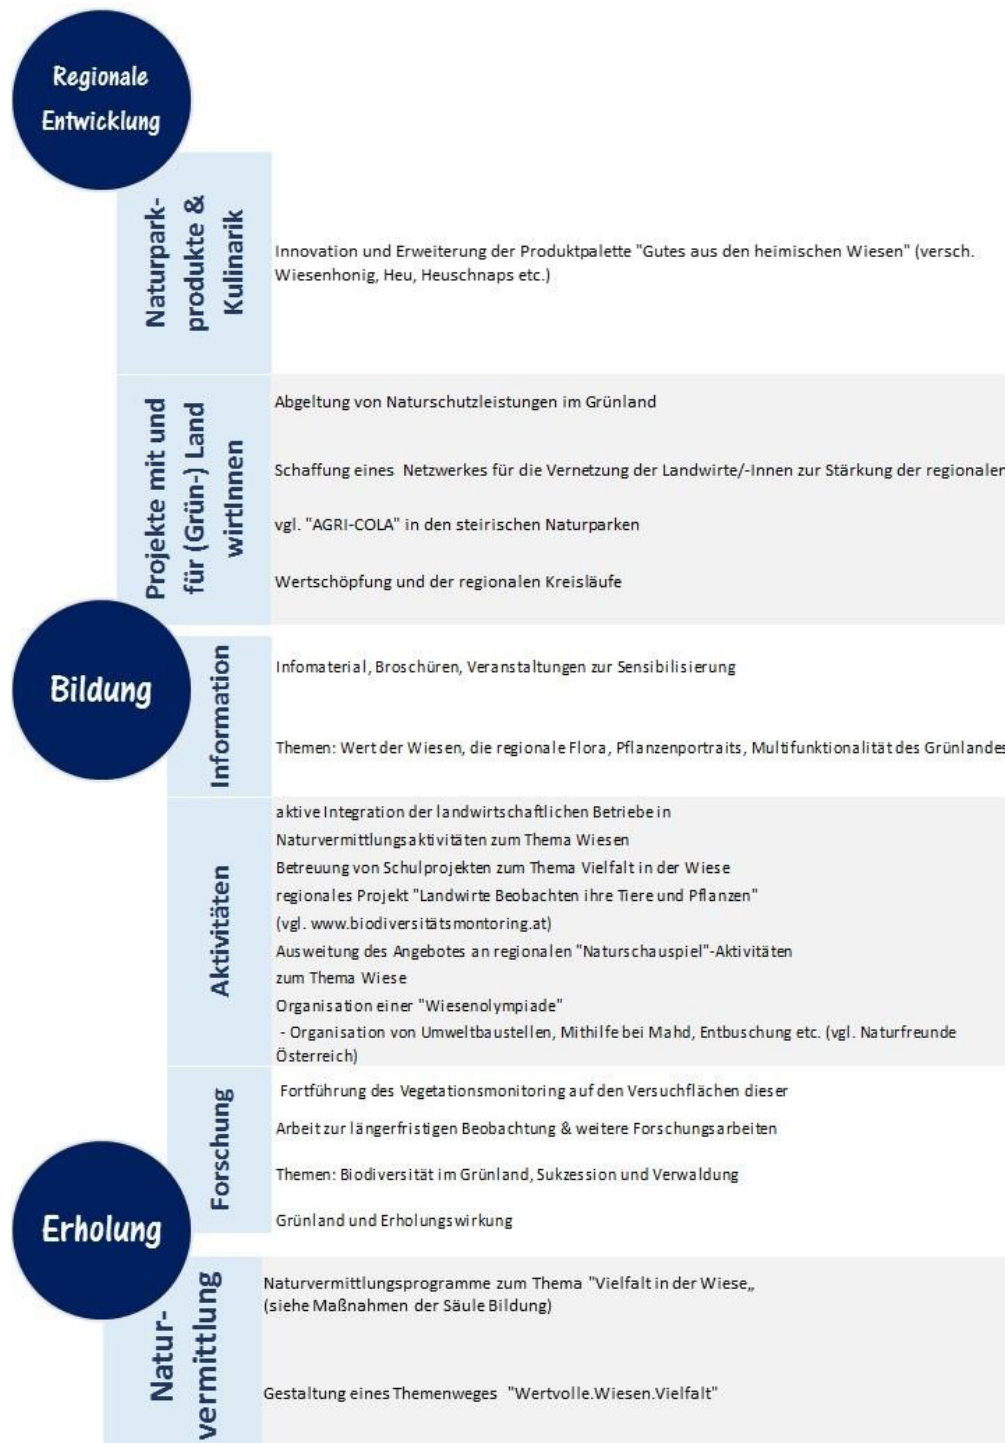 Regionale
Entwicklung
Naturpark-
produkte &
Kulinarik
Innovation und Erweiterung der Produktpalette "Gutes aus den heimischen Wiesen" (versch.
Wiesenhonig, Heu, Heuschnaps etc.)
Projekte mit und
für (Grün-) Land
wirtInnen
Abgeltung von Naturschutzleistungen im Grünland
Schaffung eines Netzwerkes für die Vernetzung der Landwirte/-Innen zur Stärkung der regionalen
vgl. "AGRI-COLA" in den steirischen Naturparken
Wertschöpfung und der regionalen Kreisläufe
Bildung
Information
Infomaterial, Broschüren, Veranstaltungen zur Sensibilisierung
Themen: Wert der Wiesen, die regionale Flora, Pflanzenportraits, Multifunktionalität des Grünlandes
Aktivitäten
aktive Integration der landwirtschaftlichen Betriebe in
Naturvermittlungsaktivitäten zum Thema Wiesen
Betreuung von Schulprojekten zum Thema Vielfalt in der Wiese
regionales Projekt "Landwirte Beobachten ihre Tiere und Pflanzen"
(vgl. www.biodiversitätsmontoring.at)
Ausweitung des Angebotes an regionalen "Naturschauspiel"-Aktivitäten
zum Thema Wiese
Organisation einer "Wiesenolympiade"
- Organisation von Umweltbaustellen, Mithilfe bei Mahd, Entbuschung etc. (vgl. Naturfreunde
Österreich)
Forschung
Fortführung des Vegetationsmonitoring auf den Versuchflächen dieser
Arbeit zur längerfristigen Beobachtung & weitere Forschungsarbeiten
Themen: Biodiversität im Grünland, Sukzession und Verwaldung
Grünland und Erholungswirkung
Erholung
Natur-
vermittlung
Naturvermittlungsprogramme zum Thema "Vielfalt in der Wiese„
(siehe Maßnahmen der Säule Bildung)
Gestaltung eines Themenweges "Wertvolle.Wiesen.Vielfalt"